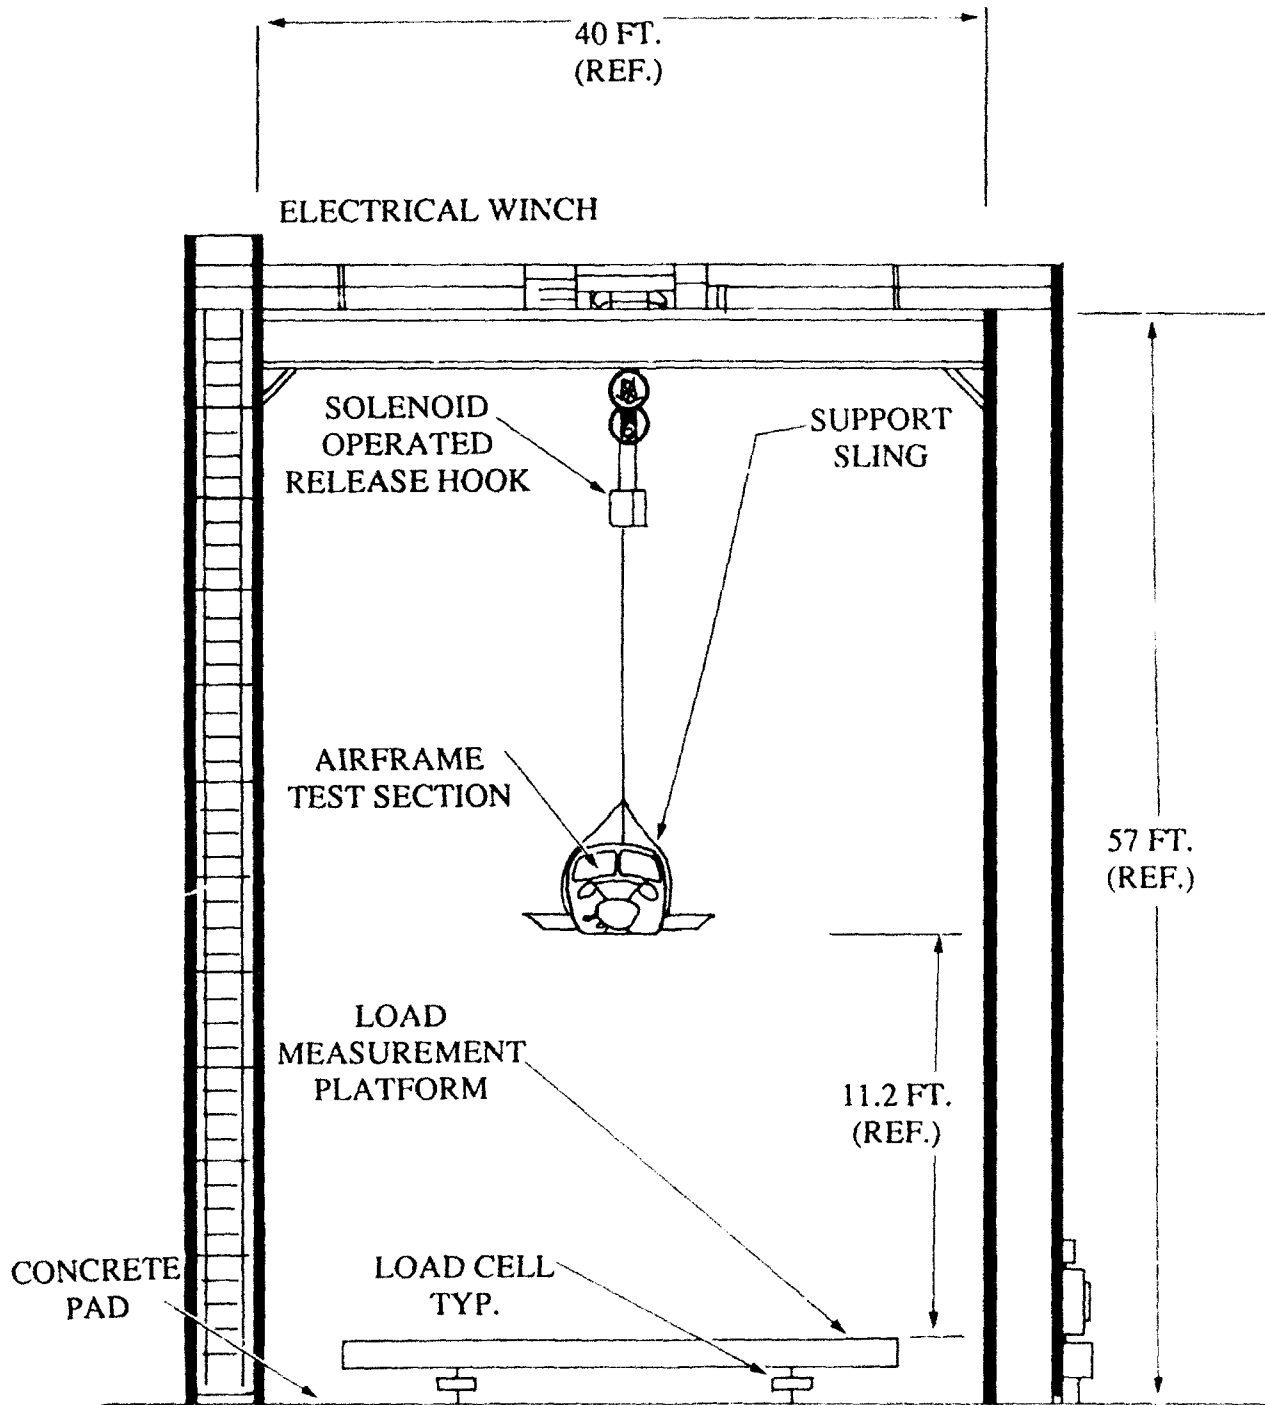 40 FT.
(REF.)
ELECTRICAL WINCH
SOLENOID
OPERATED
RELEASE HOOK
SUPPORT
SLING
AIRFRAME
TEST SECTION
57 FT.
(REF.)
LOAD
MEASUREMENT
PLATFORM
11.2 FT.
(REF.)
CONCRETE
PAD
LOAD CELL
TYP.